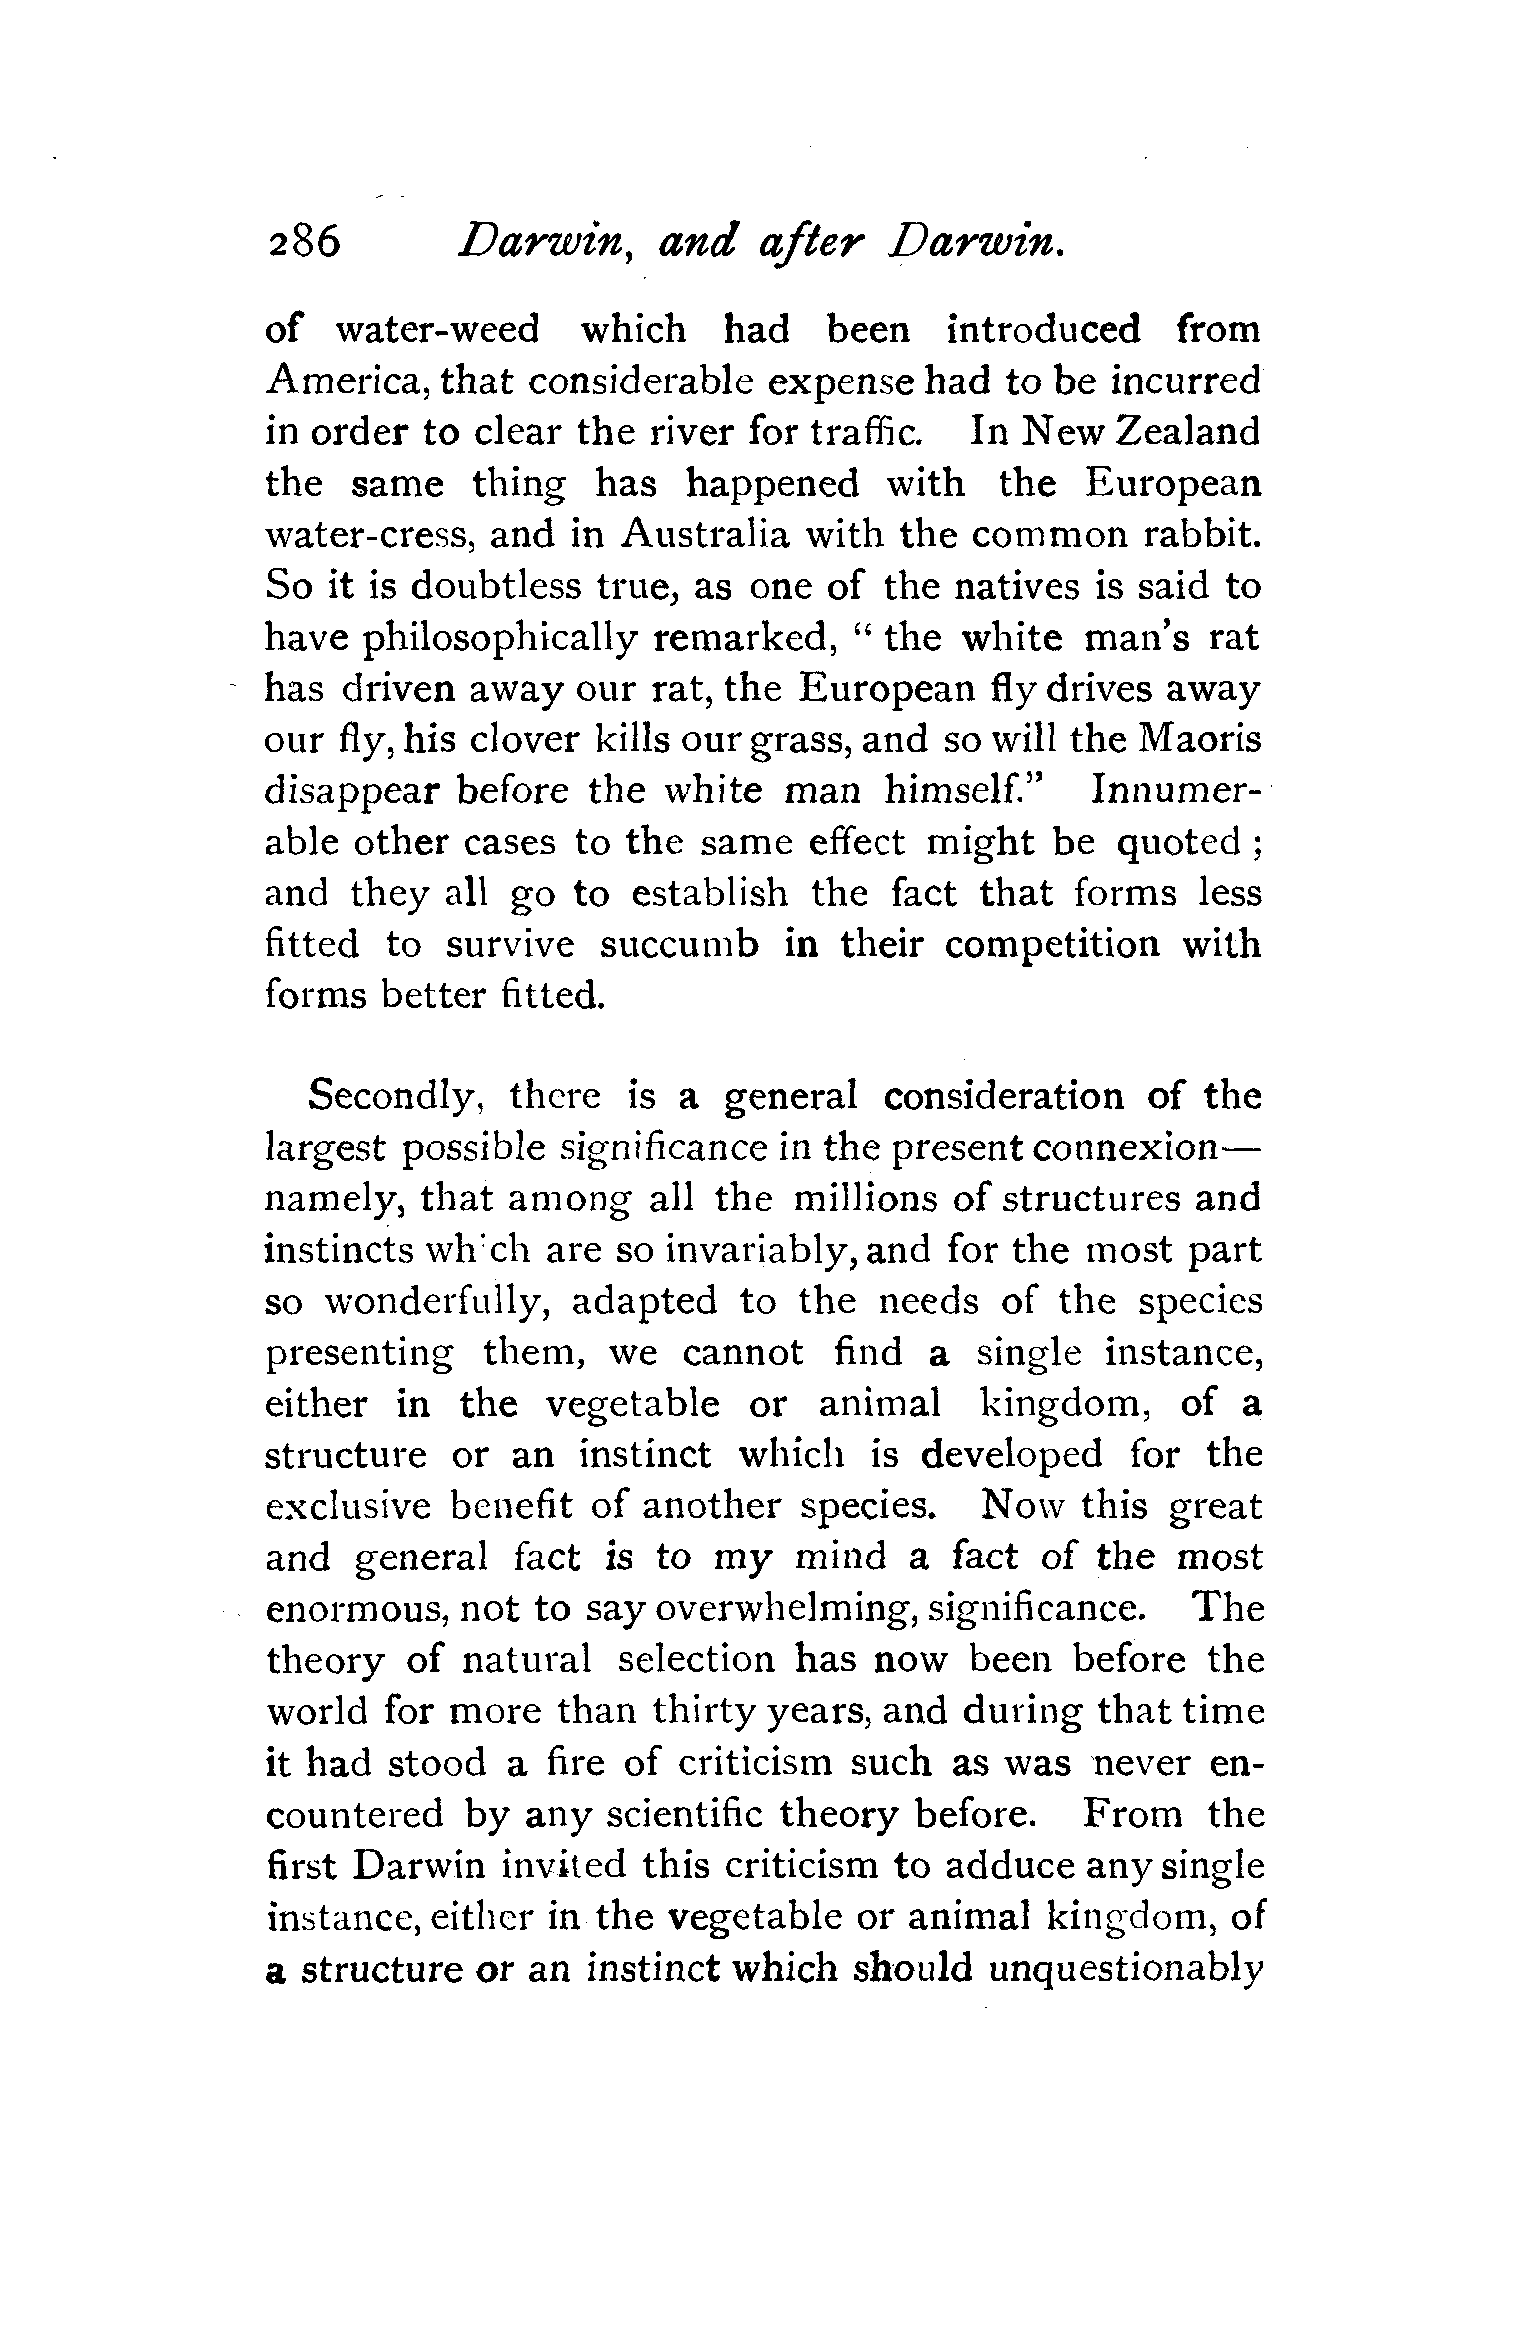 286 Darwin, and after Darwin.
of water-weed which had been introduced from
America, that considerable expense had to be incurred
in order to clear the river for traffic. In New Zealand
the same thing has happened with the European
water-cress, and in Australia with the common rabbit.
So it is doubtless true, as one of the natives is said to
have philosophically remarked, “ the white man's rat
has driven away our rat, the European fly drives away
our fly, his clover kills our grass, and so will the Maoris
disappear before the white man himself.” Innumer-
able other cases to the same effect might be quoted ;
and they all go to establish the fact that forms less
fitted to survive succumb in their competition with
forms better fitted.
Secondly, there is a general consideration of the
largest possible significance in the present connexion—
namely, that among all the millions of structures and
instincts which are so invariably, and for the most part
so wonderfully, adapted to the needs of the species
presenting them, we cannot find a single instance,
either in the vegetable or animal kingdom, of a
structure or an instinct which is developed for the
exclusive benefit of another species. Now this great
and general fact is to my mind a fact of the most
enormous, not to say overwhelming, significance. The
theory of natural selection has now been before the
world for more than thirty years, and during that time
it had stood a fire of criticism such as was never en-
countered by any scientific theory before. From the
first Darwin invited this criticism to adduce any single
instance, either in the vegetable or animal kingdom, of
a structure or an instinct which should unquestionably